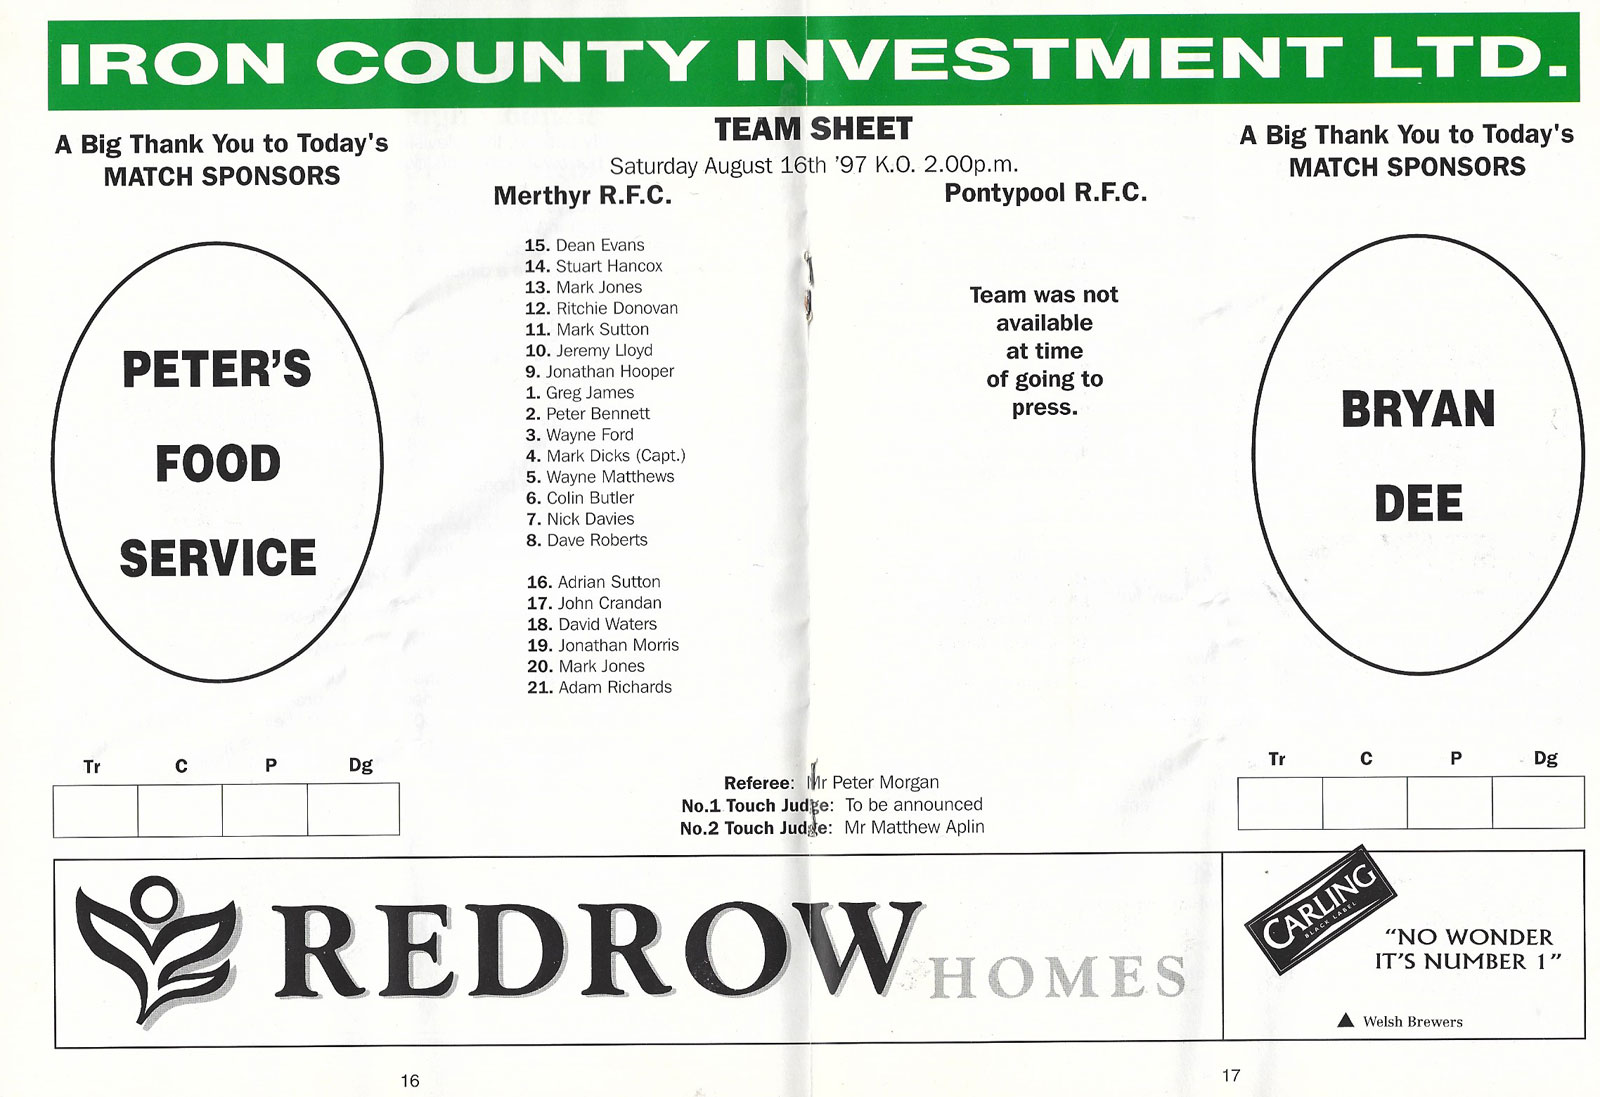 IRON COUNTY INVESTMENT LTD.
A Big Thank You to Today's
MATCH SPONSORS
PETER'S
FOOD
SERVICE
TEAM SHEET
Saturday August 16th '97 K.O. 2.00p.m.
Merthyr R.F.C.
15. Dean Evans
14. Stuart Hancox
13. Mark Jones
12. Ritchie Donovan
11. Mark Sutton
10. Jeremy Lloyd
9. Jonathan Hooper
1. Greg James
2. Peter Bennett
3. Wayne Ford
4. Mark Dicks (Capt.)
5. Wayne Matthews
6. Colin Butler
7. Nick Davies
8. Dave Roberts
16. Adrian Sutton
17. John Crandan
18. David Waters
19. Jonathan Morris
20. Mark Jones
21. Adam Richards
Pontypool R.F.C.
Team was not
available
at time
of going to
press.
A Big Thank You to Today's
MATCH SPONSORS
BRYAN
DEE
Tr C P Dg
Referee: Mr Peter Morgan
No.1 Touch Judge: To be announced
No.2 Touch Judge: Mr Matthew Aplin
Tr C P Dg
REDROW HOMES
CARLING
BLACK LABEL
"NO WONDER
IT'S NUMBER 1"
Welsh Brewers
16
17